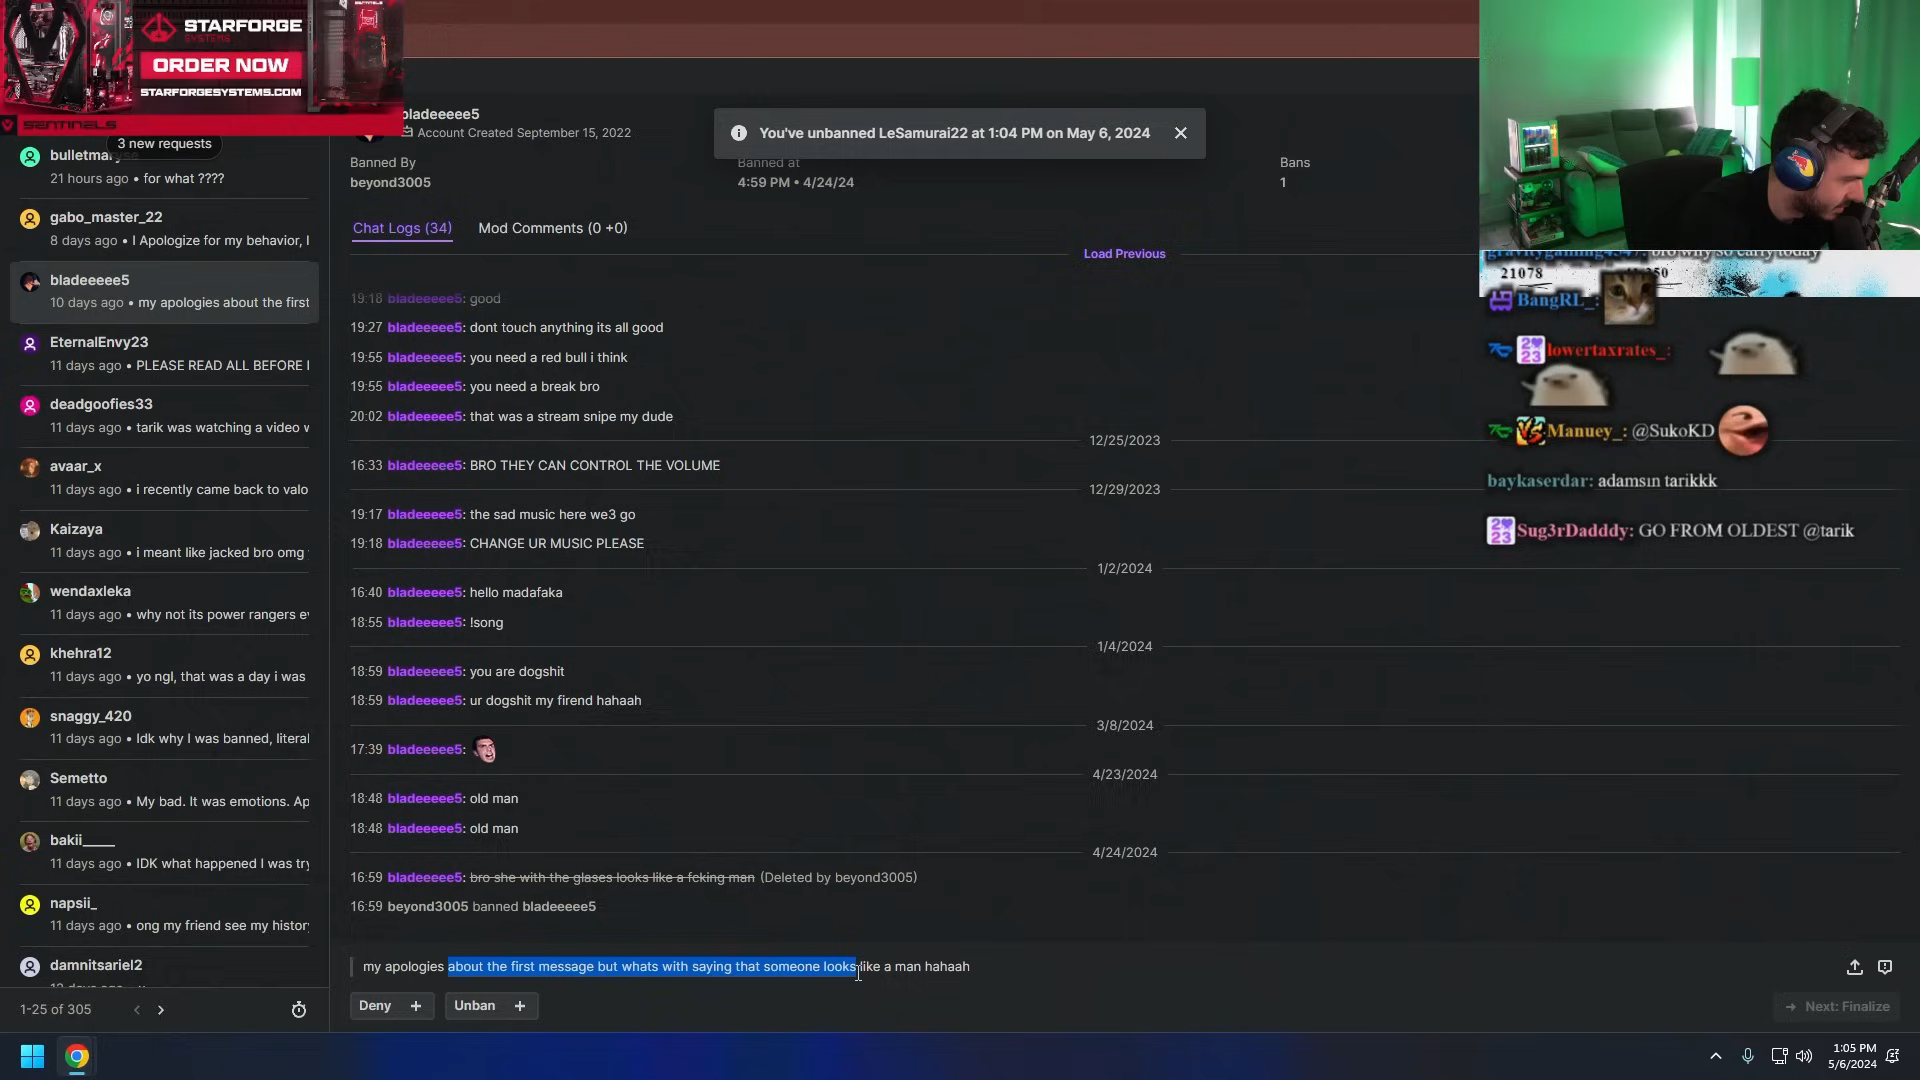 STARFORGE
SYSTEMS
ORDER NOW
STARFORGESYSTEMS.COM
SENTINELS
3 new requests
21 hours ago • for what ????
gabo_master_22
8 days ago • I Apologize for my behavior, I
bladeeeee5
10 days ago • my apologies about the first
EternalEnvy23
11 days ago • PLEASE READ ALL BEFORE I
deadgoofies33
11 days ago • tarik was watching a video w
avaar_x
11 days ago • i recently came back to valo
Kaizaya
11 days ago • i meant like jacked bro omg
wendaxleka
11 days ago • why not its power rangers e
khehra12
11 days ago • yo ngl, that was a day i was
snaggy_420
11 days ago • Idk why I was banned, literal
Semetto
11 days ago • My bad. It was emotions. Ap
bakii_____
11 days ago • IDK what happened I was try
napsii_
11 days ago • ong my friend see my histor
damnitsariel2
1-25 of 305
bladeeeee5
Account Created September 15, 2022
You've unbanned LeSamurai22 at 1:04 PM on May 6, 2024
Banned By
beyond3005
Banned at
4:59 PM • 4/24/24
Bans
1
Chat Logs (34)
Mod Comments (0 +0)
Load Previous
19:18 bladeeeee5: good
19:27 bladeeeee5: dont touch anything its all good
19:55 bladeeeee5: you need a red bull i think
19:55 bladeeeee5: you need a break bro
20:02 bladeeeee5: that was a stream snipe my dude
12/25/2023
16:33 bladeeeee5: BRO THEY CAN CONTROL THE VOLUME
12/29/2023
19:17 bladeeeee5: the sad music here we3 go
19:18 bladeeeee5: CHANGE UR MUSIC PLEASE
1/2/2024
16:40 bladeeeee5: hello madafaka
18:55 bladeeeee5: !song
1/4/2024
18:59 bladeeeee5: you are dogshit
18:59 bladeeeee5: ur dogshit my firend hahaah
3/8/2024
17:39 bladeeeee5:
4/23/2024
18:48 bladeeeee5: old man
18:48 bladeeeee5: old man
4/24/2024
16:59 bladeeeee5: bro she with the glases looks like a fcking man (Deleted by beyond3005)
16:59 beyond3005 banned bladeeeee5
my apologies about the first message but whats with saying that someone looks like a man hahaah
Deny +
Unban +
Next: Finalize
bro why so early today
21078
BangRL_:
lowertaxrates_:
Manuey_: @SukoKD
baykaserdar: adamsın tarikkk
Sug3rDadddy: GO FROM OLDEST @tarik
1:05 PM
5/6/2024